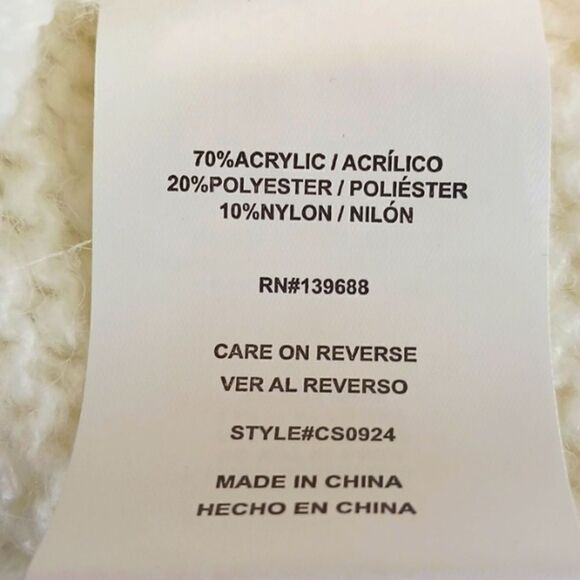 70%ACRYLIC / ACRÍLICO
20%POLYESTER / POLIÉSTER
10%NYLON / NILÓN
RN#139688
CARE ON REVERSE
VER AL REVERSO
STYLE#CS0924
MADE IN CHINA
HECHO EN CHINA